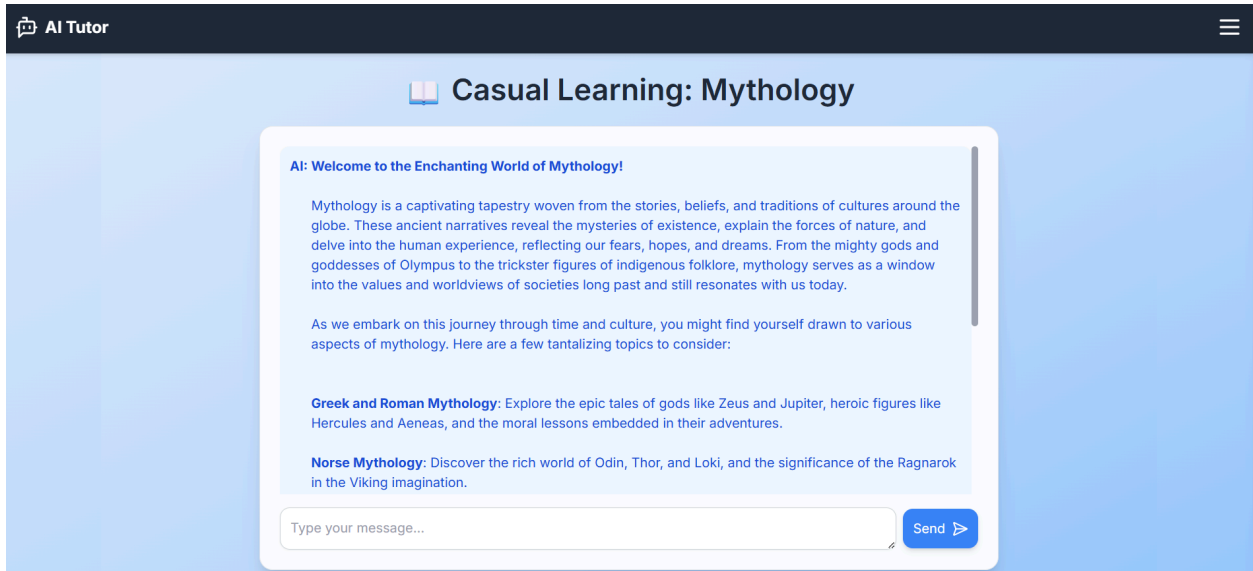 AI Tutor
Casual Learning: Mythology
AI: Welcome to the Enchanting World of Mythology!
Mythology is a captivating tapestry woven from the stories, beliefs, and traditions of cultures around the
globe. These ancient narratives reveal the mysteries of existence, explain the forces of nature, and
delve into the human experience, reflecting our fears, hopes, and dreams. From the mighty gods and
goddesses of Olympus to the trickster figures of indigenous folklore, mythology serves as a window
into the values and worldviews of societies long past and still resonates with us today.
As we embark on this journey through time and culture, you might find yourself drawn to various
aspects of mythology. Here are a few tantalizing topics to consider:
Greek and Roman Mythology: Explore the epic tales of gods like Zeus and Jupiter, heroic figures like
Hercules and Aeneas, and the moral lessons embedded in their adventures.
Norse Mythology: Discover the rich world of Odin, Thor, and Loki, and the significance of the Ragnarok
in the Viking imagination.
Type your message...
Send